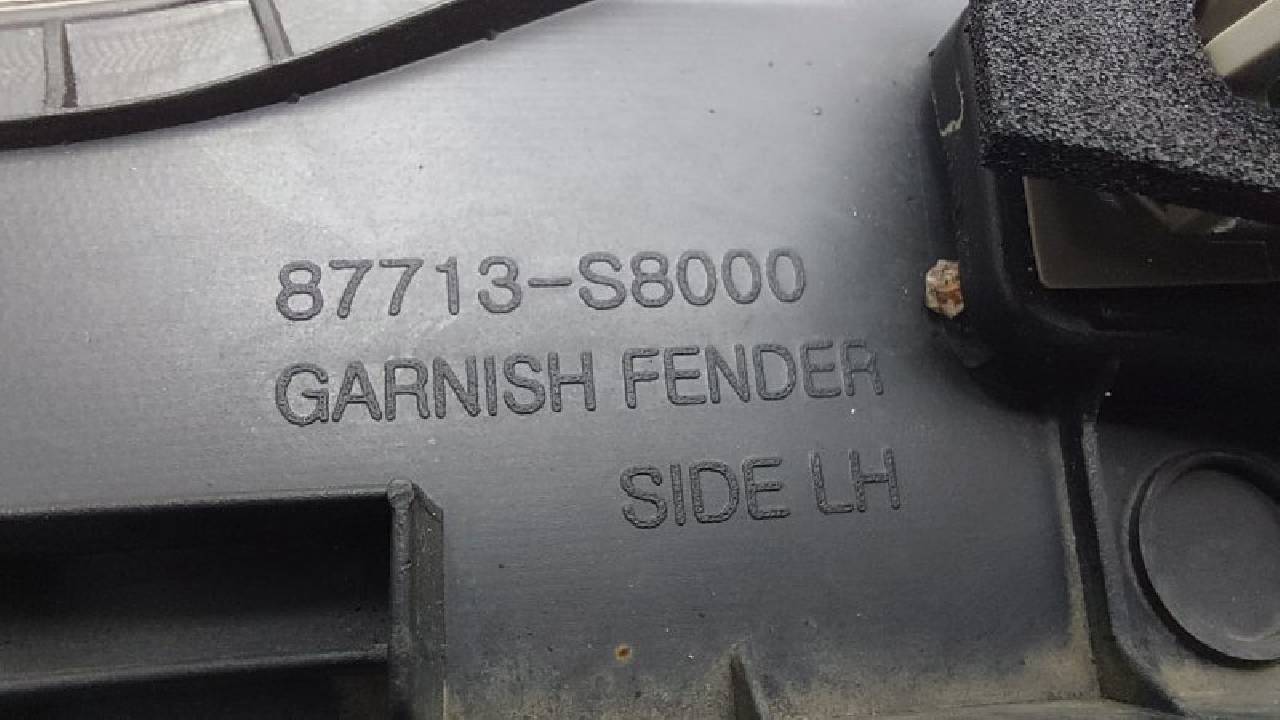 87713-S8000
GARNISH FENDER
SIDE LH